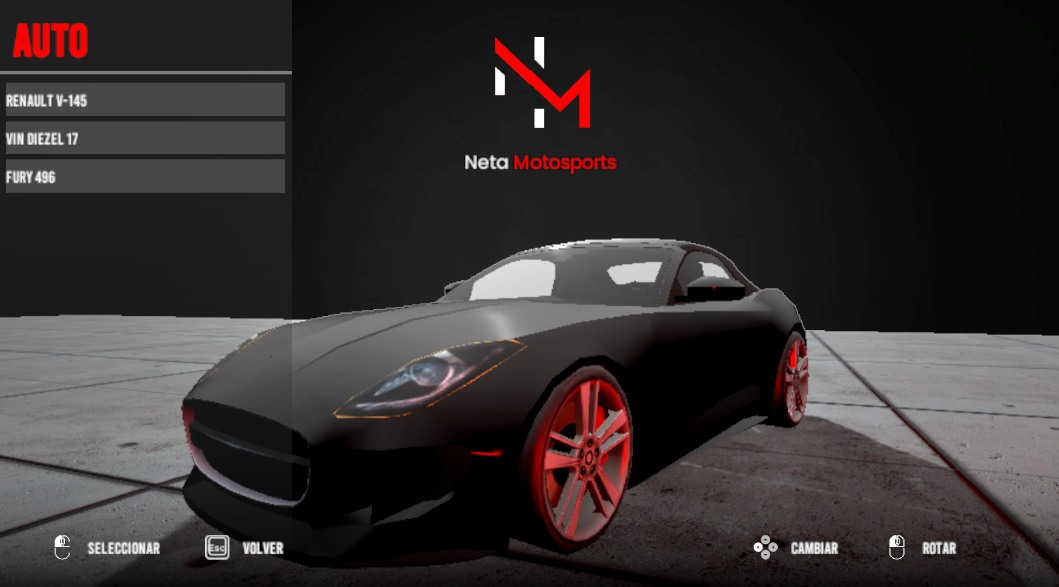 AUTO
RENAULT V-145
VIN DIEZEL 17
FURY 496
Neta Motosports
SELECCIONAR
Esc VOLVER
CAMBIAR
ROTAR